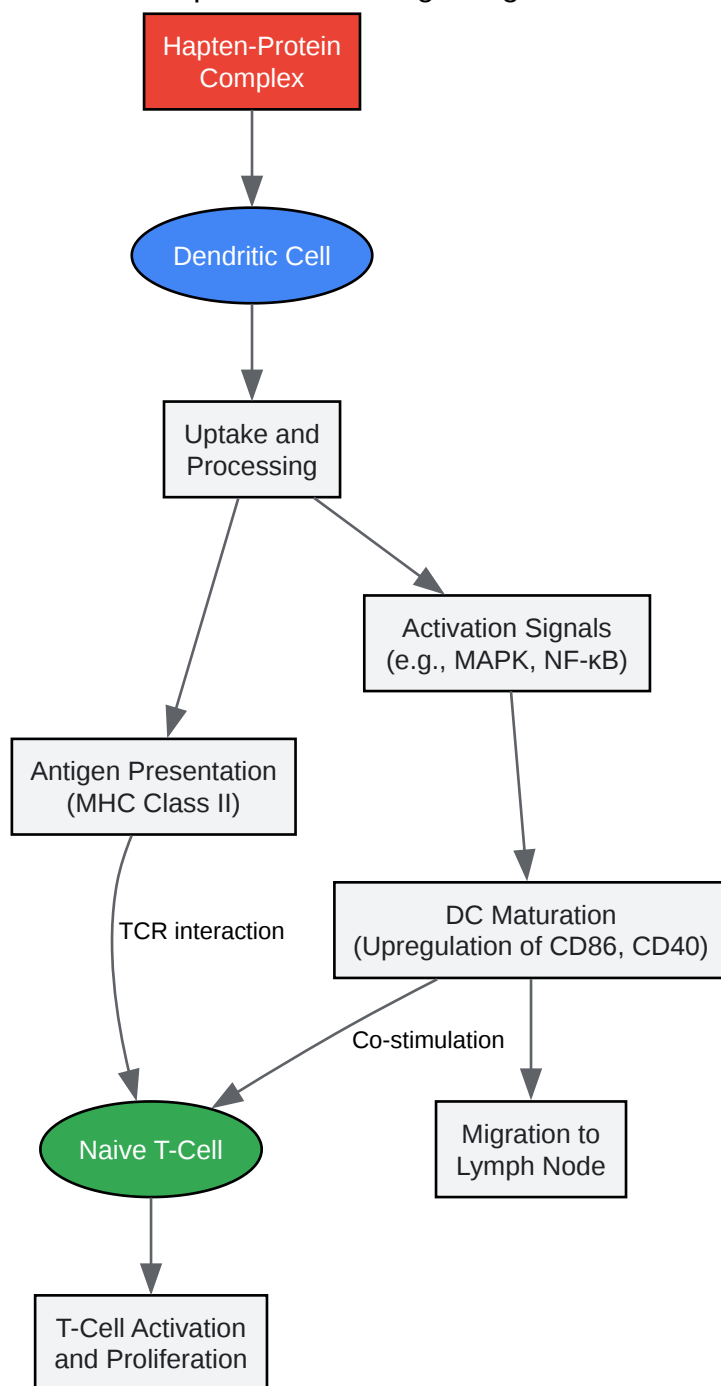 Hapten-Protein
Complex
Dendritic Cell
Uptake and
Processing
Activation Signals
(e.g., MAPK, NF-κB)
Antigen Presentation
(MHC Class II)
TCR interaction
DC Maturation
(Upregulation of CD86, CD40)
Co-stimulation
Naive T-Cell
Migration to
Lymph Node
T-Cell Activation
and Proliferation